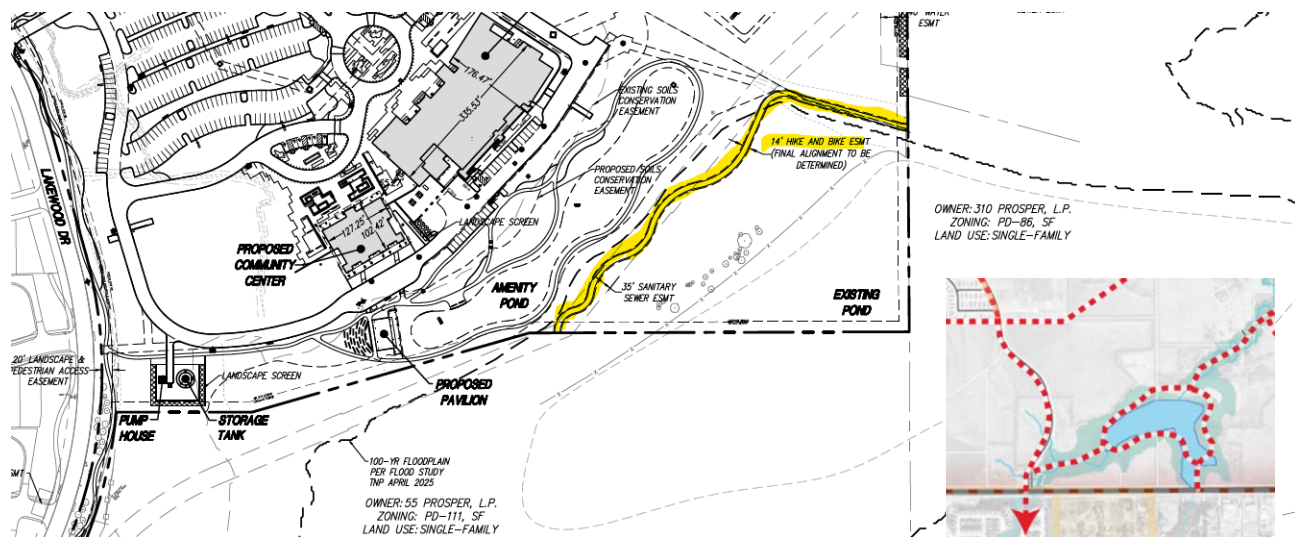 WATER
ESMT
176.47'
335.53'
EXISTING SOILS
CONSERVATION
EASEMENT
14' HIKE AND BIKE ESMT
(FINAL ALIGNMENT TO BE
DETERMINED)
PROPOSED SOILS
CONSERVATION
EASEMENT
LAKEWOOD DR
OWNER: 310 PROSPER, L.P.
ZONING: PD-86, SF
LAND USE: SINGLE-FAMILY
LANDSCAPE SCREEN
127.25'
102.42'
PROPOSED
COMMUNITY
CENTER
35' SANITARY
SEWER ESMT
AMENITY
POND
EXISTING
POND
20' LANDSCAPE &
PEDESTRIAN ACCESS
EASEMENT
LANDSCAPE SCREEN
PROPOSED
PAVILION
PUMP
HOUSE
STORAGE
TANK
100-YR FLOODPLAIN
PER FLOOD STUDY
TNP APRIL 2025
OWNER: 55 PROSPER, L.P.
ZONING: PD-111, SF
LAND USE: SINGLE-FAMILY